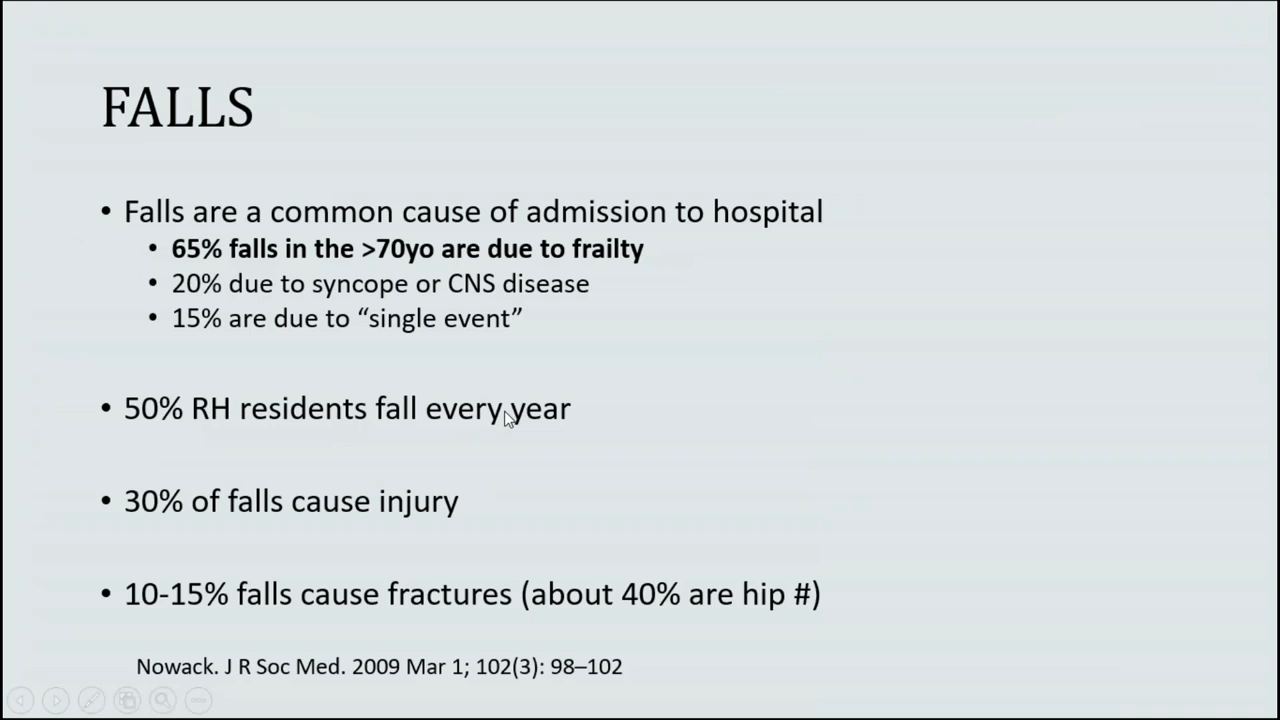 FALLS
• Falls are a common cause of admission to hospital
• 65% falls in the >70yo are due to frailty
• 20% due to syncope or CNS disease
• 15% are due to “single event”
• 50% RH residents fall every year
• 30% of falls cause injury
• 10-15% falls cause fractures (about 40% are hip #)
Nowack. J R Soc Med. 2009 Mar 1; 102(3): 98–102